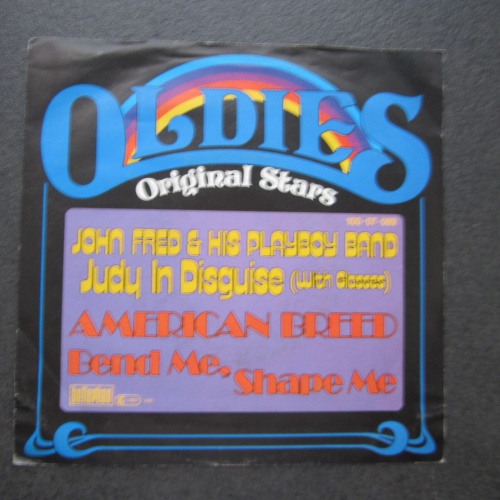 OLDIES
Original Stars
JOHN FRED & HIS PLAYBOY BAND
Judy In Disguise (With Glasses)
AMERICAN BREED
Bend Me,
Shape Me
bellaphon